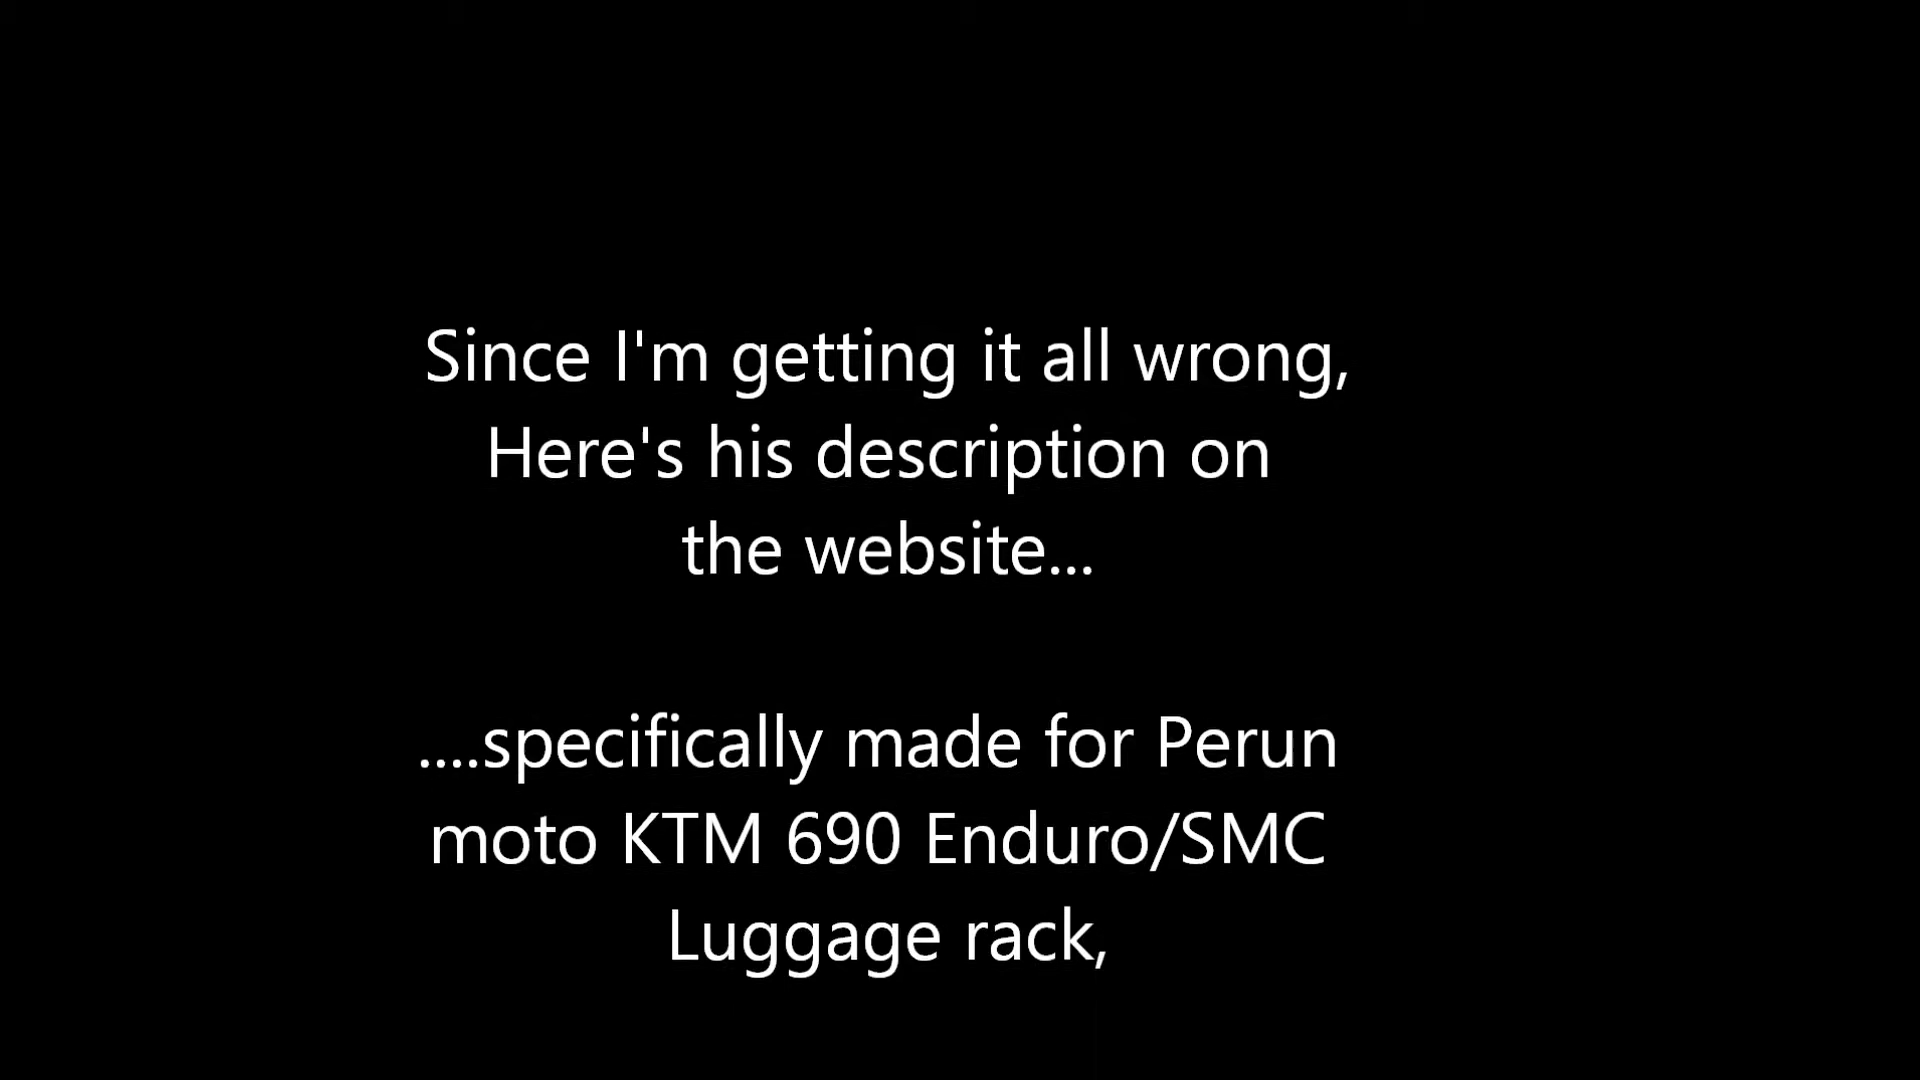 Since I'm getting it all wrong,
Here's his description on
the website...
....specifically made for Perun
moto KTM 690 Enduro/SMC
Luggage rack,